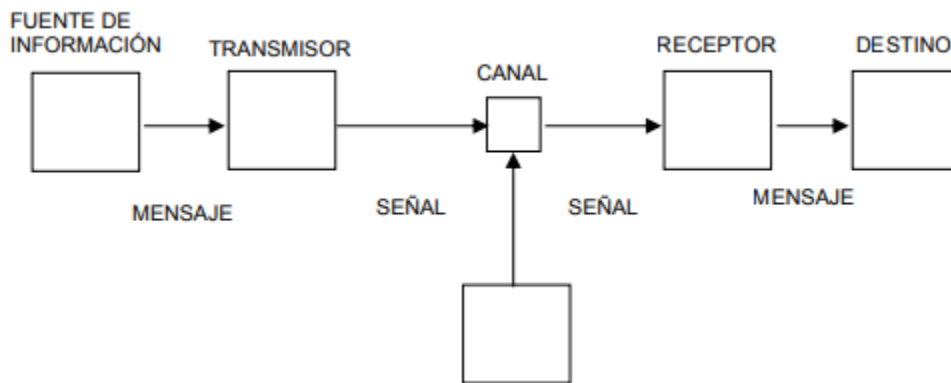 FUENTE DE
INFORMACIÓN
TRANSMISOR
CANAL
RECEPTOR
DESTINO
MENSAJE
SEÑAL
SEÑAL
MENSAJE